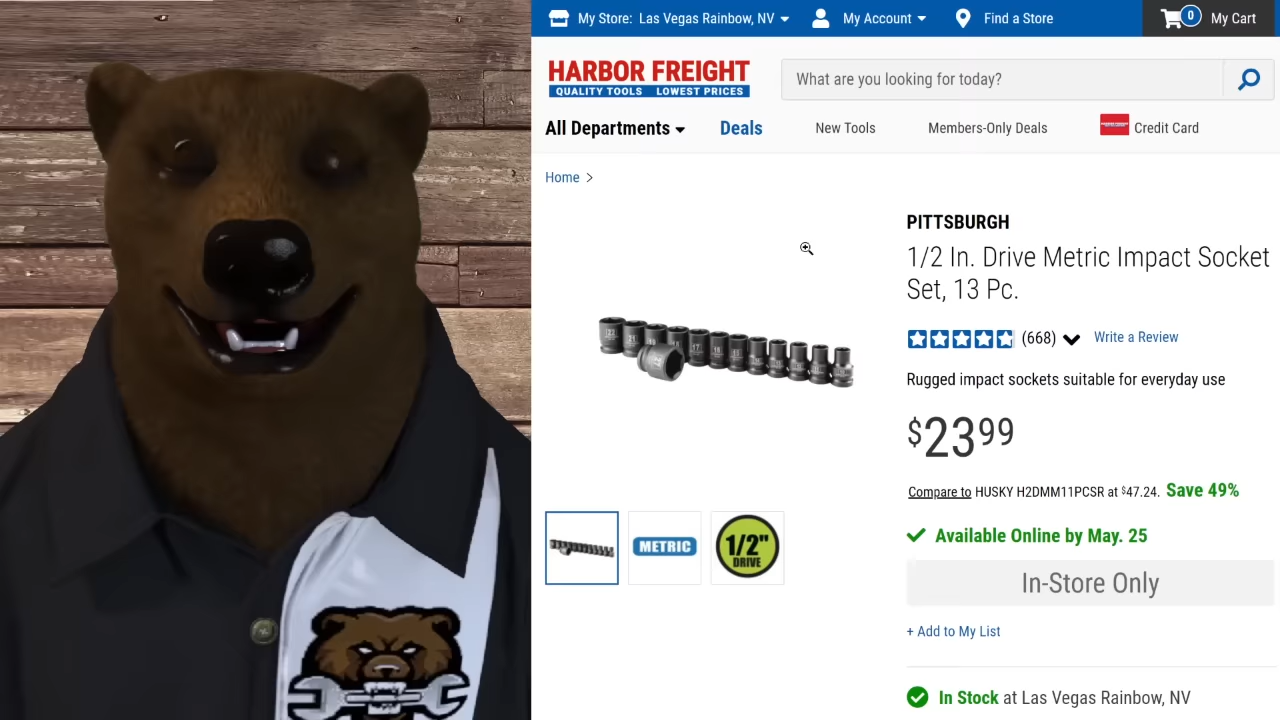 My Store: Las Vegas Rainbow, NV
My Account
Find a Store
0
My Cart
HARBOR FREIGHT
QUALITY TOOLS LOWEST PRICES
What are you looking for today?
All Departments
Deals
New Tools
Members-Only Deals
Credit Card
Home >
PITTSBURGH
1/2 In. Drive Metric Impact Socket
Set, 13 Pc.
(668)
Write a Review
Rugged impact sockets suitable for everyday use
$23 99
Compare to HUSKY H2DMM11PCSR at $47.24. Save 49%
METRIC
1/2"
DRIVE
Available Online by May. 25
In-Store Only
+ Add to My List
In Stock at Las Vegas Rainbow, NV